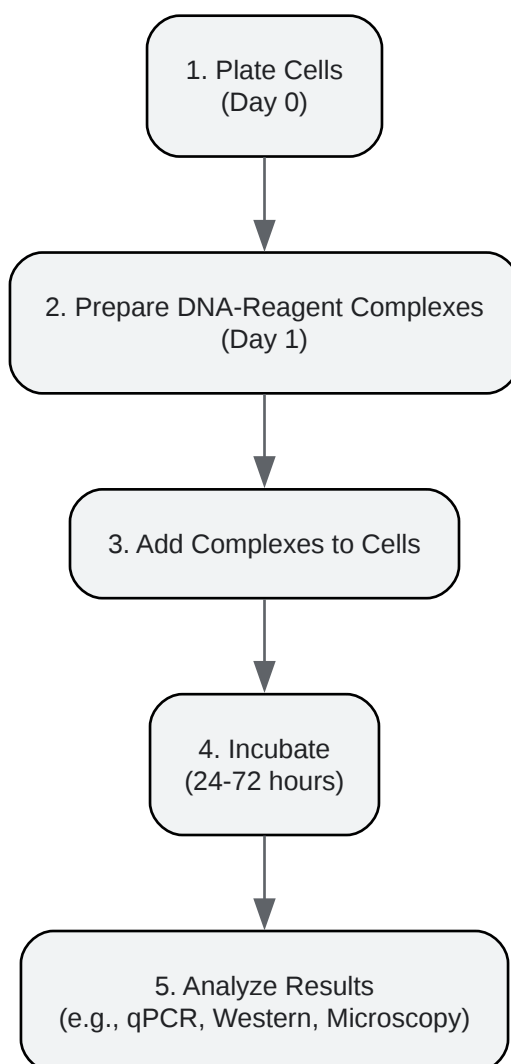 1. Plate Cells
(Day 0)
2. Prepare DNA-Reagent Complexes
(Day 1)
3. Add Complexes to Cells
4. Incubate
(24-72 hours)
5. Analyze Results
(e.g., qPCR, Western, Microscopy)